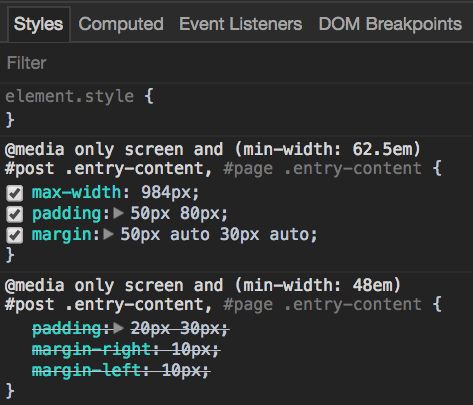 Styles Computed Event Listeners DOM Breakpoints
Filter
element.style {
}
@media only screen and (min-width: 62.5em)
#post .entry-content, #page .entry-content {
max-width: 984px;
padding: 50px 80px;
margin: 50px auto 30px auto;
}
@media only screen and (min-width: 48em)
#post .entry-content, #page .entry-content {
padding: 20px 30px;
margin-right: 10px;
margin-left: 10px;
}